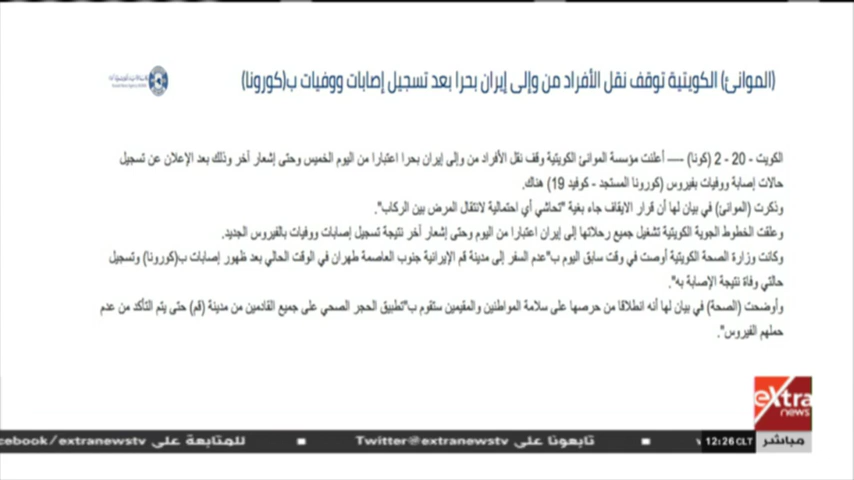 (الموانئ) الكويتية توقف نقل الأفراد من وإلى إيران بحرا بعد تسجيل إصابات ووفيات ب(كورونا)
الكويت - 20 - 2 (كونا) ---- أعلنت مؤسسة الموانئ الكويتية وقف نقل الأفراد من وإلى إيران بحرا اعتبارا من اليوم الخميس وحتى إشعار آخر وذلك بعد الإعلان عن تسجيل
حالات إصابة ووفيات بفيروس (كورونا المستجد - كوفيد 19) هناك.
وذكرت (الموانئ) في بيان لها أن قرار الايقاف جاء بغية "تحاشي أي احتمالية لانتقال المرض بين الركاب".
وعلقت الخطوط الجوية الكويتية تشغيل جميع رحلاتها إلى إيران اعتبارا من اليوم وحتى إشعار آخر نتيجة تسجيل إصابات ووفيات بالفيروس الجديد.
وكانت وزارة الصحة الكويتية أوصت في وقت سابق اليوم ب"عدم السفر إلى مدينة قم الإيرانية جنوب العاصمة طهران في الوقت الحالي بعد ظهور إصابات ب(كورونا) وتسجيل
حالتي وفاة نتيجة الإصابة به".
وأوضحت (الصحة) في بيان لها أنه انطلاقا من حرصها على سلامة المواطنين والمقيمين ستقوم ب"تطبيق الحجر الصحي على جميع القادمين من مدينة (قم) حتى يتم التأكد من عدم
حملهم الفيروس".
eXtra
news
مباشر
12:26 CLT
تابعونا على Twitter@extranewstv
للمتابعة على cebook/extranewstv